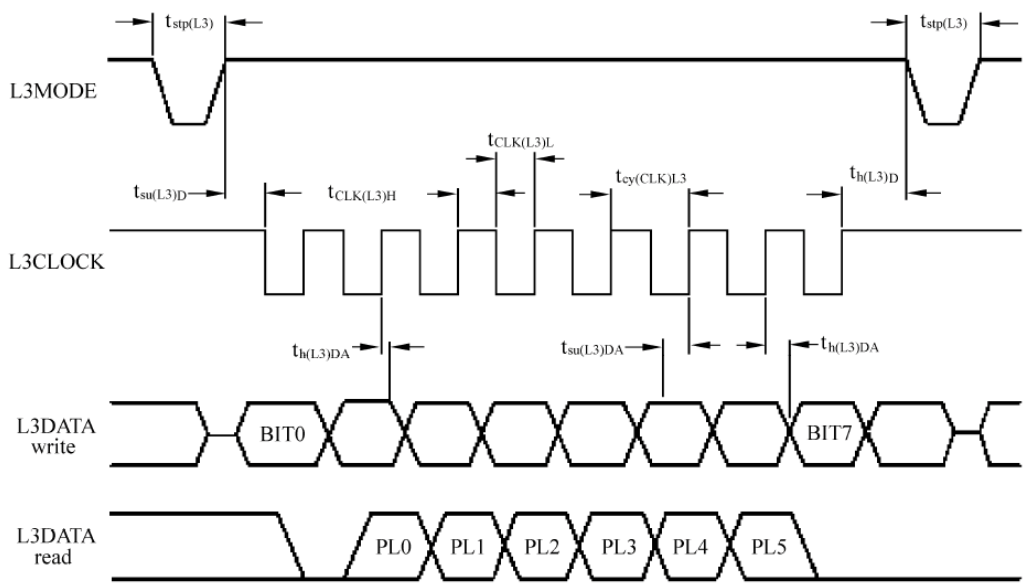 tstp(L3) tstp(L3)
L3MODE
tCLK(L3)L
tsu(L3)D tCLK(L3)H tcy(CLK)L3 th(L3)D
L3CLOCK
th(L3)DA tsu(L3)DA th(L3)DA
L3DATA
write
BIT0 BIT7
L3DATA
read
PL0 PL1 PL2 PL3 PL4 PL5